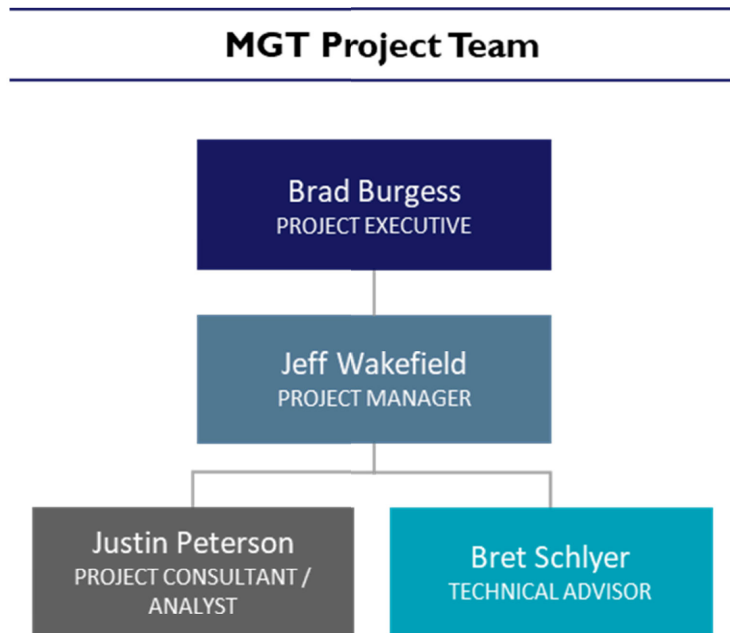 MGT Project Team
Brad Burgess
PROJECT EXECUTIVE
Jeff Wakefield
PROJECT MANAGER
Justin Peterson
PROJECT CONSULTANT /
ANALYST
Bret Schlyer
TECHNICAL ADVISOR